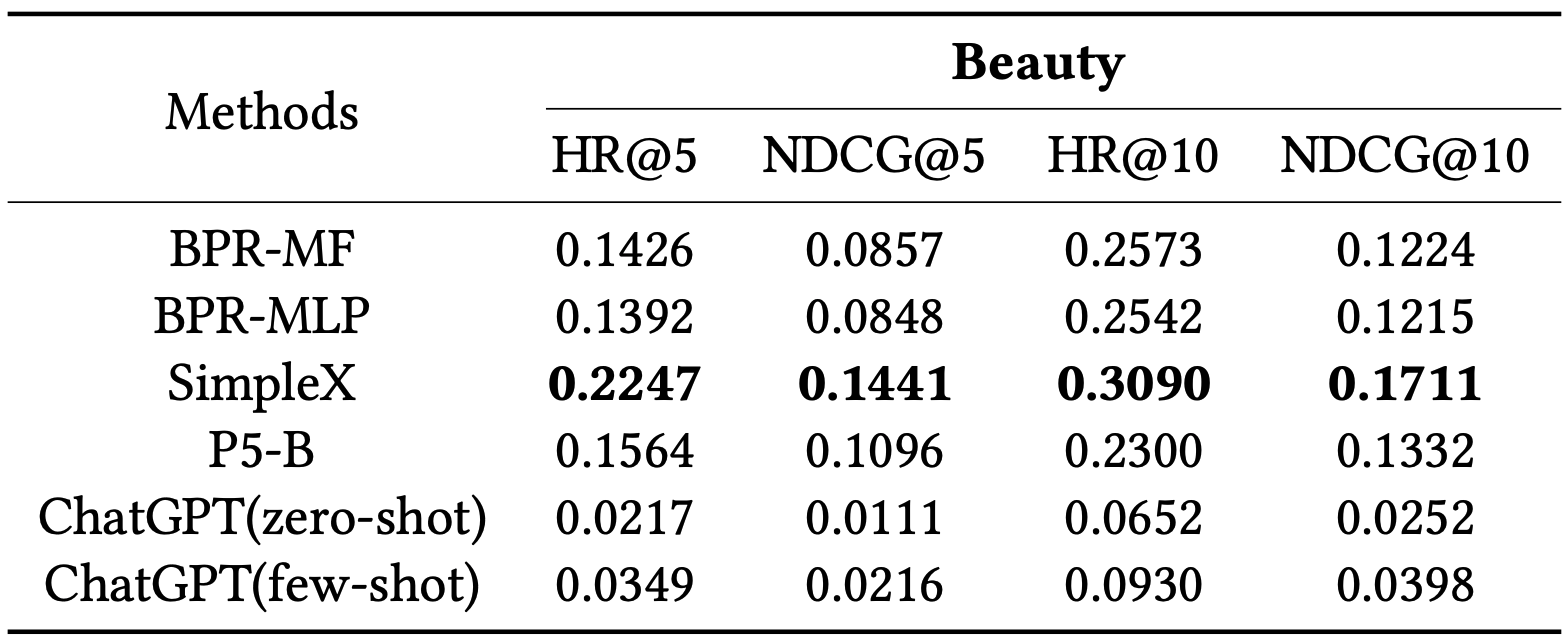 Beauty
Methods
HR@5 NDCG@5 HR@10 NDCG@10
BPR-MF 0.1426 0.0857 0.2573 0.1224
BPR-MLP 0.1392 0.0848 0.2542 0.1215
SimpleX 0.2247 0.1441 0.3090 0.1711
P5-B 0.1564 0.1096 0.2300 0.1332
ChatGPT(zero-shot) 0.0217 0.0111 0.0652 0.0252
ChatGPT(few-shot) 0.0349 0.0216 0.0930 0.0398